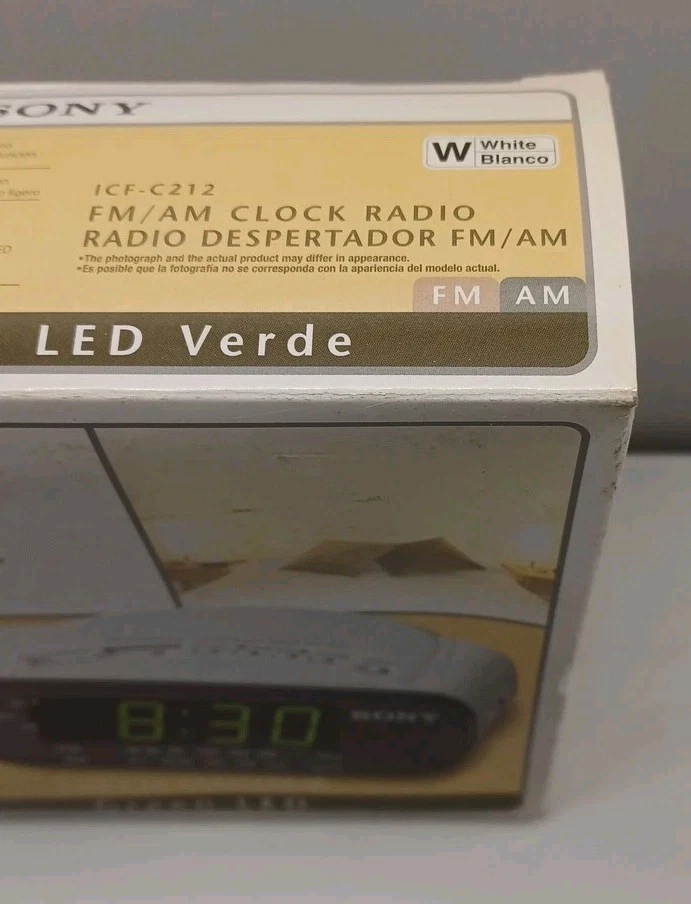 SONY
W White
Blanco
ICF-C212
FM/AM CLOCK RADIO
RADIO DESPERTADOR FM/AM
•The photograph and the actual product may differ in appearance.
•Es posible que la fotografía no se corresponda con la apariencia del modelo actual.
FM AM
LED Verde
8:30
SONY
Green LED